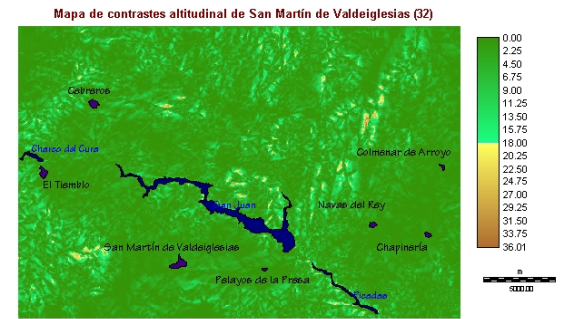 Mapa de contrastes altitudinal de San Martín de Valdeiglesias (32)
Cebreros
Charco del Cura
El Tiemblo
Colmenar de Arroyo
San Juan
Navas del Rey
San Martín de Valdeiglesias
Chapinería
Pelayos de la Presa
Picadas
0.00
2.25
4.50
6.75
9.00
11.25
13.50
15.75
18.00
20.25
22.50
24.75
27.00
29.25
31.50
33.75
36.01
m
5000.00